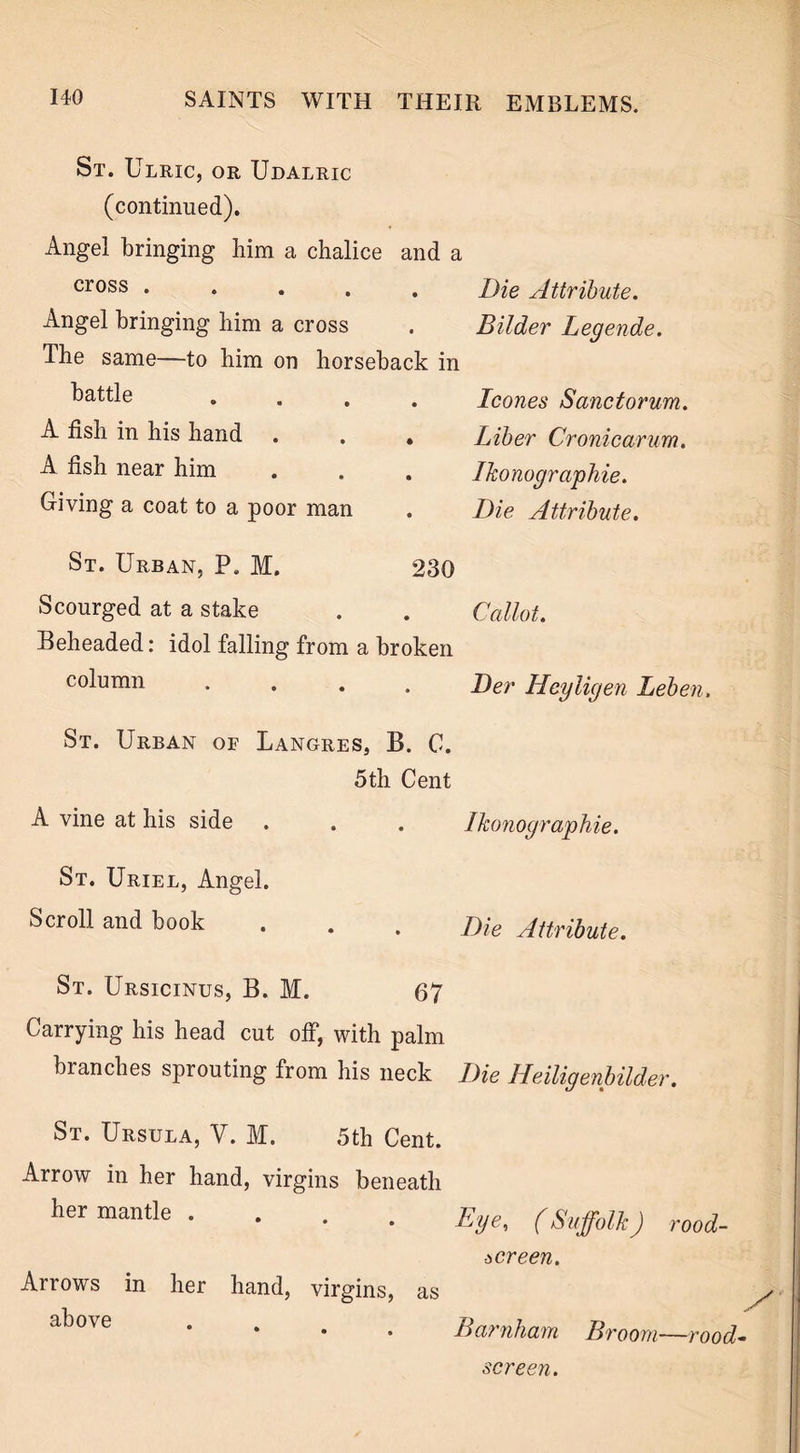 140 SAINTS WITH THEIR EMBLEMS.
St. Ulric, or Udalric
(continued).
Angel bringing him a chalice and a
cross . . . . . Die Attribute.
Angel bringing him a cross . Bilder Legende.
The same—to him on horseback in
battle . . . . Icones Sanctorum.
A fish in his hand . . . Liber Cronicarum.
A fish near him . . . Ikonographie.
Giving a coat to a poor man . Die Attribute.
St. Urban, P. M. 230
Scourged at a stake . . Callot.
Beheaded: idol falling from a broken
column . . . . Der Heyligen Leben.
St. Urban of Langres, B. C.
5th Cent
A vine at his side . . . Ikonographie.
St. Uriel, Angel.
Scroll and book . . . Die Attribute.
St. Ursicinus, B. M. 67
Carrying his head cut off, with palm
branches sprouting from his neck Die Heiligenbilder.
St. Ursula, V. M. 5th Cent.
Arrow in her hand, virgins beneath
her mantle . . . . Eye, (Suffolk) rood-
screen.
Arrows in her hand, virgins, as
above . . . . Barnham Broom—rood-
screen.